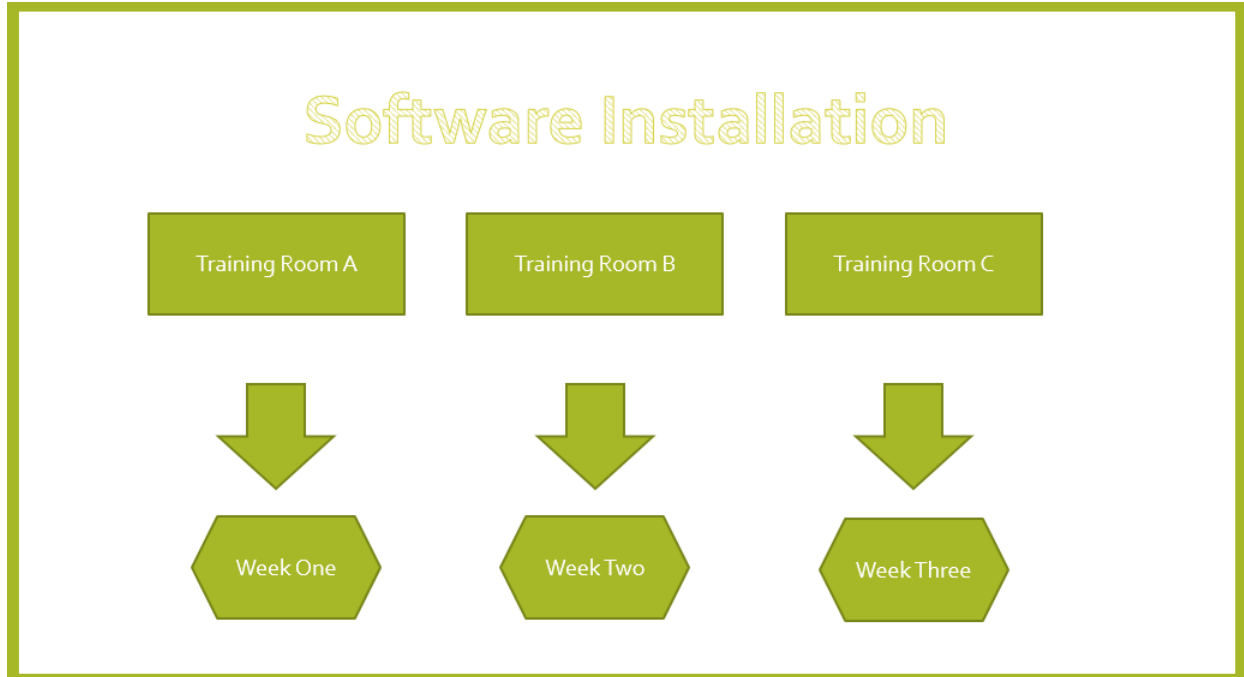 Software Installation
Training Room A
Training Room B
Training Room C
Week One
Week Two
Week Three